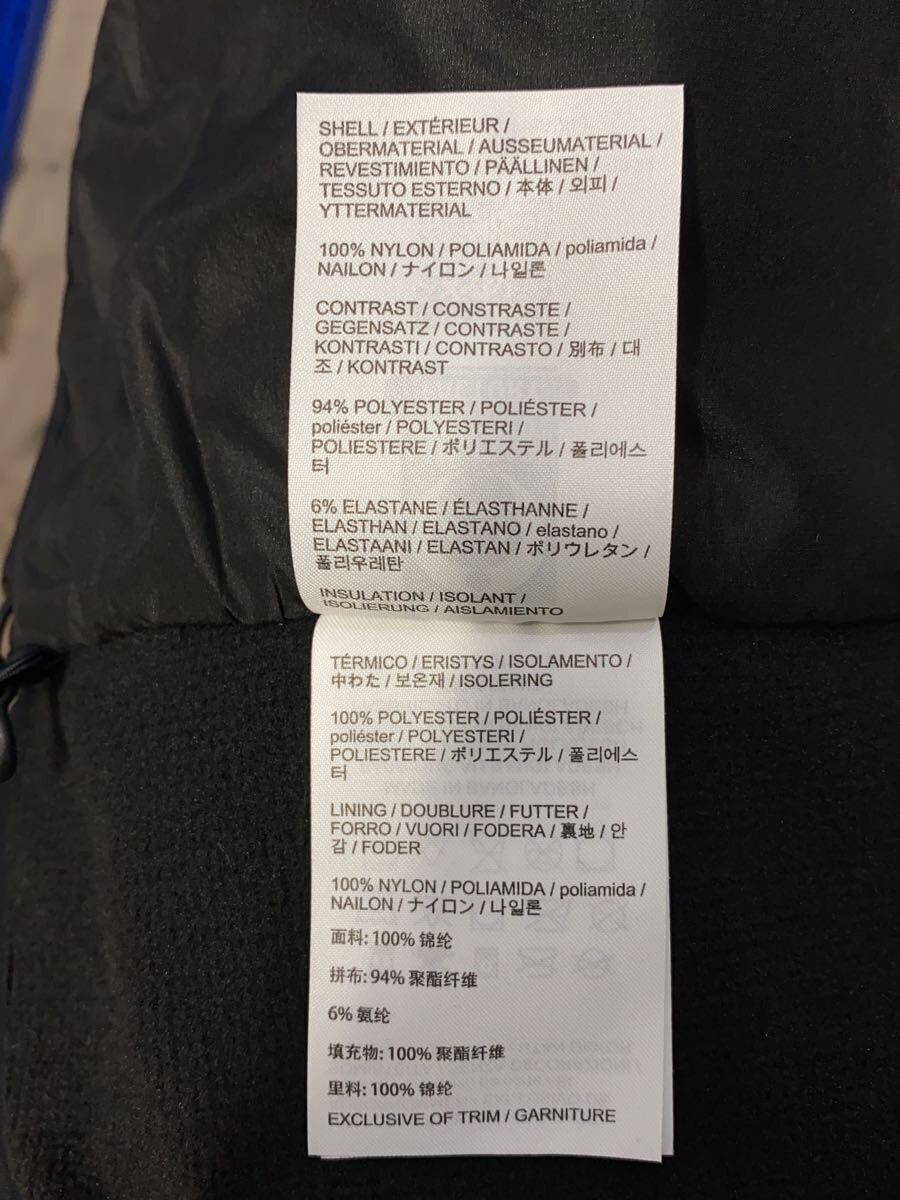 SHELL / EXTÉRIEUR /
OBERMATERIAL / AUSSEUMATERIAL /
REVESTIMIENTO / PÄÄLLINEN /
TESSUTO ESTERNO / 本体 / 외피 /
YTTERMATERIAL
100% NYLON / POLIAMIDA / poliamida /
NAILON / ナイロン / 나일론
CONTRAST / CONSTRASTE /
GEGENSATZ / CONTRASTE /
KONTRASTI / CONTRASTO / 別布 / 대
조 / KONTRAST
94% POLYESTER / POLIÉSTER /
poliéster / POLYESTERI /
POLIESTERE / ポリエステル / 폴리에스
터
6% ELASTANE / ÉLASTHANNE /
ELASTHAN / ELASTANO / elastano /
ELASTAANI / ELASTAN / ポリウレタン /
폴리우레탄
INSULATION / ISOLANT /
ISOLIERUNG / AISLAMIENTO
TÉRMICO / ERISTYS / ISOLAMENTO /
中わた / 보온재 / ISOLERING
100% POLYESTER / POLIÉSTER /
poliéster / POLYESTERI /
POLIESTERE / ポリエステル / 폴리에스
터
LINING / DOUBLURE / FUTTER /
FORRO / VUORI / FODERA / 裏地 / 안
감 / FODER
100% NYLON / POLIAMIDA / poliamida /
NAILON / ナイロン / 나일론
面料: 100% 锦纶
拼布: 94% 聚酯纤维
6% 氨纶
填充物: 100% 聚酯纤维
里料: 100% 锦纶
EXCLUSIVE OF TRIM / GARNITURE